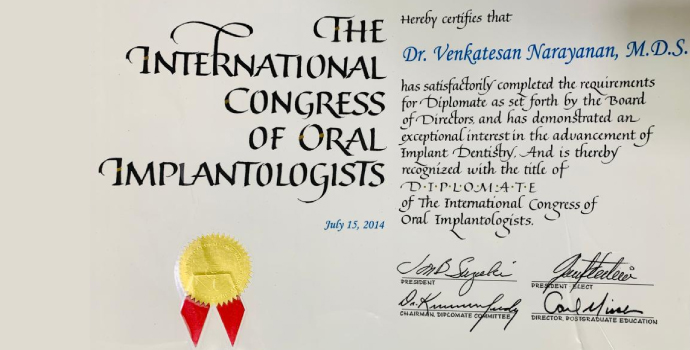 THE
INTERNATIONAL
CONGRESS
OF ORAL
IMPLANTOLOGISTS
July 15, 2014
Hereby certifies that
Dr. Venkatesan Narayanan, M.D.S.
has satisfactorily completed the requirements
for Diplomate as set forth by the Board
of Directors, and has demonstrated an
exceptional interest in the advancement of
Implant Dentistry. And is thereby
recognized with the title of
D·I·P·L·O·M·A·T·E
of The International Congress of
Oral Implantologists.
PRESIDENT
PRESIDENT ELECT
CHAIRMAN, DIPLOMATE COMMITTEE
DIRECTOR, POSTGRADUATE EDUCATION